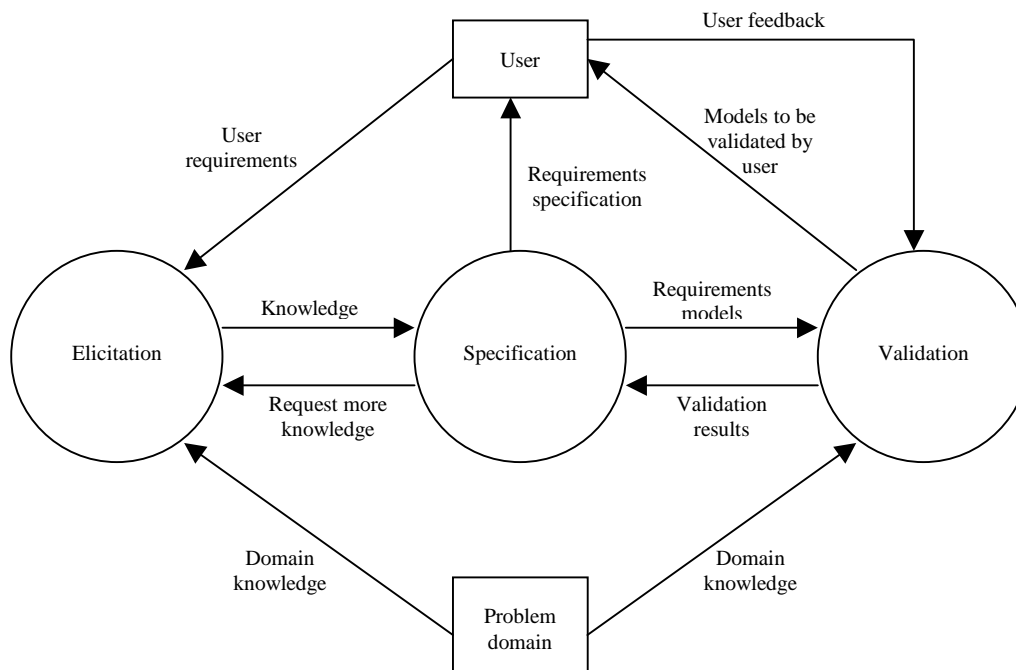 User feedback
User
Models to be
validated by
user
User
requirements
Requirements
specification
Knowledge
Requirements
models
Elicitation
Specification
Validation
Request more
knowledge
Validation
results
Domain
knowledge
Domain
knowledge
Problem
domain